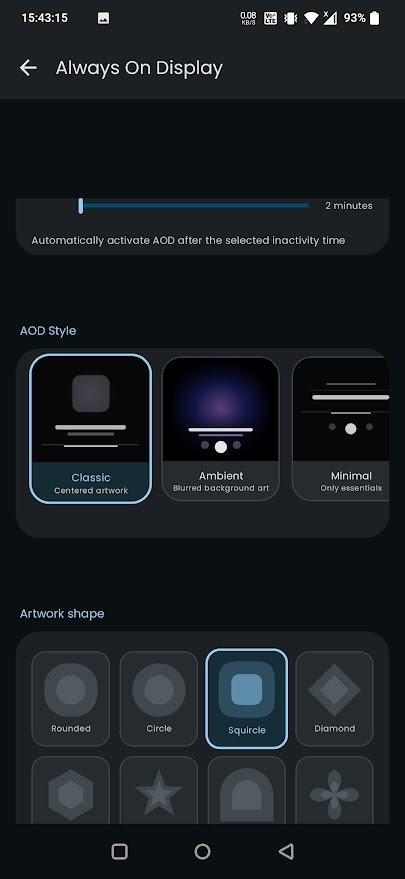 15:43:15
0.08
KB/S
Vo)
LTE
93%
Always On Display
2 minutes
Automatically activate AOD after the selected inactivity time
AOD Style
Classic
Centered artwork
Ambient
Blurred background art
Minimal
Only essentials
Artwork shape
Rounded
Circle
Squircle
Diamond